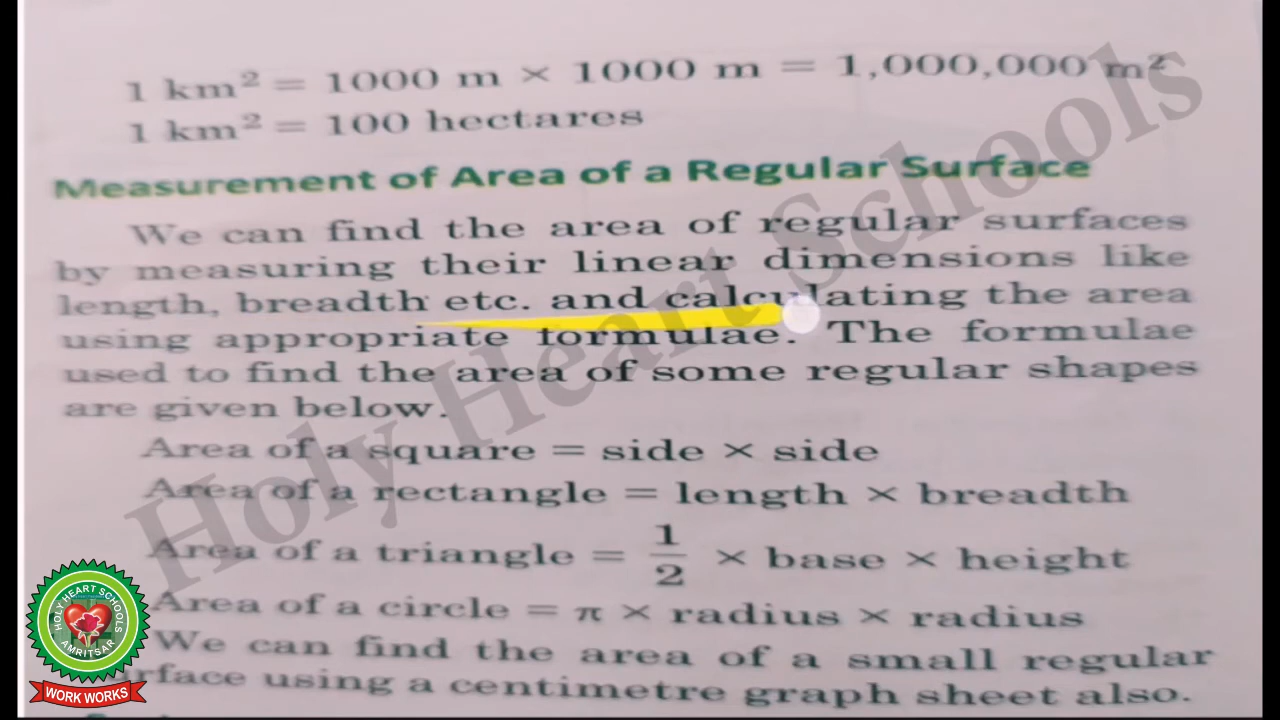 1 km² = 1000 m × 1000 m = 1,000,000 m²
1 km² = 100 hectares
Measurement of Area of a Regular Surface
We can find the area of regular surfaces
by measuring their linear dimensions like
length, breadth etc. and calculating the area
using appropriate formulae. The formulae
used to find the area of some regular shapes
are given below.
Area of a square = side × side
Area of a rectangle = length × breadth
Area of a triangle = 1/2 × base × height
Area of a circle = π × radius × radius
We can find the area of a small regular
rface using a centimetre graph sheet also.
Holy Heart Schools
HOLY HEART SCHOOLS
AMRITSAR
WORK WORKS